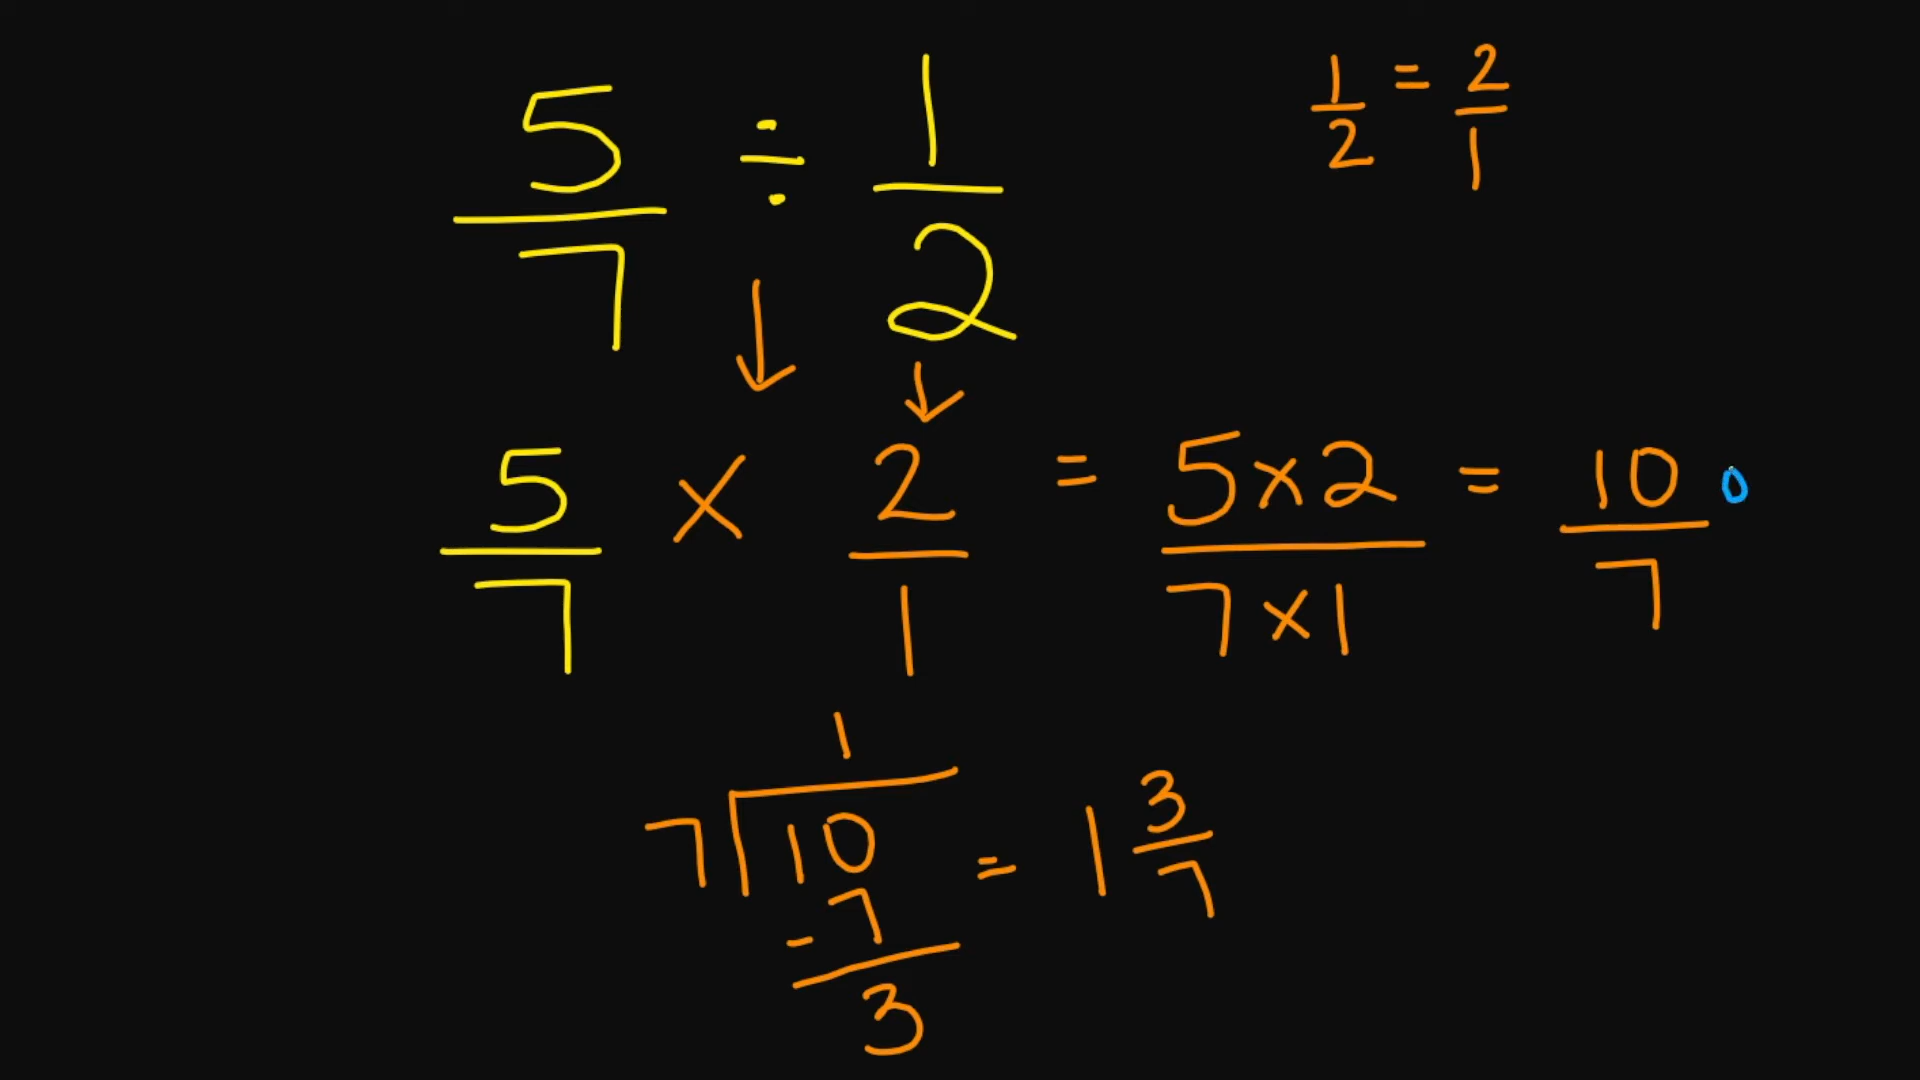 5/7 ÷ 1/2
1/2 = 2/1
5/7 × 2/1 = 5×2/7×1 = 10/7 o
1
7 10 = 1 3/7
-7
3